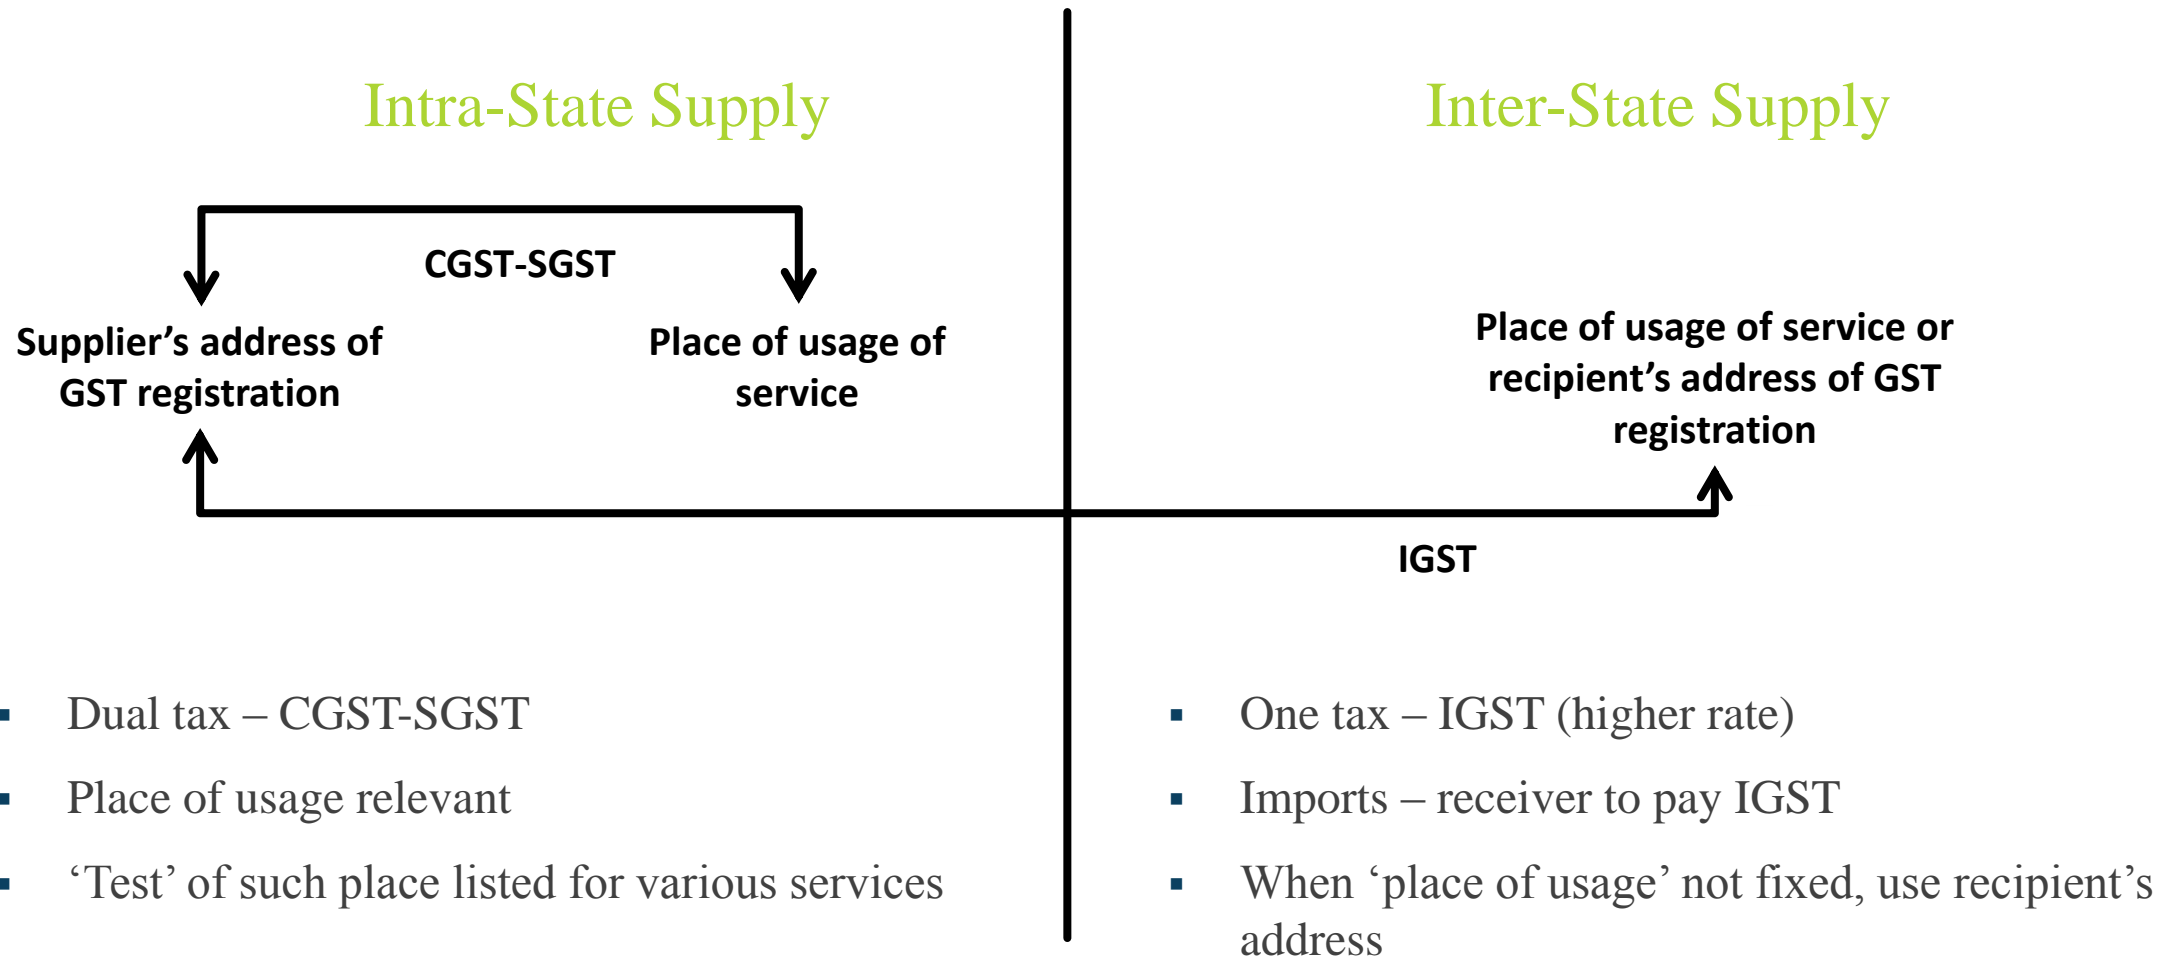 Intra-State Supply
CGST-SGST
Supplier’s address of
GST registration
Place of usage of
service
Dual tax – CGST-SGST
Place of usage relevant
‘Test’ of such place listed for various services
Inter-State Supply
Place of usage of service or
recipient’s address of GST
registration
IGST
One tax – IGST (higher rate)
Imports – receiver to pay IGST
When ‘place of usage’ not fixed, use recipient’s
address